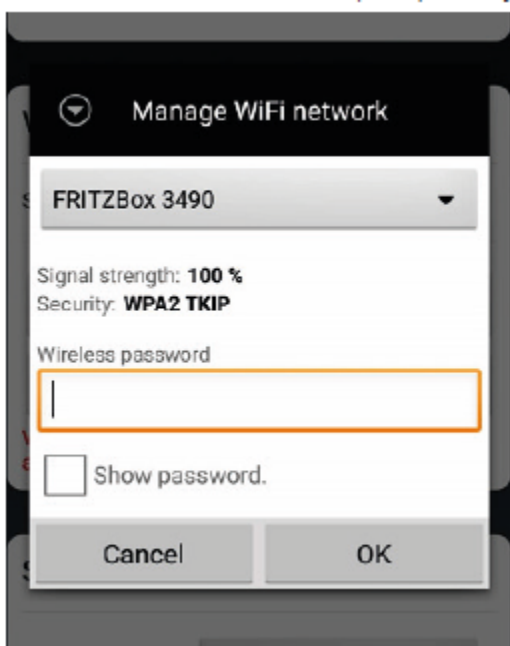 Manage WiFi network
FRITZBox 3490
Signal strength: 100 %
Security: WPA2 TKIP
Wireless password
Show password.
Cancel
OK